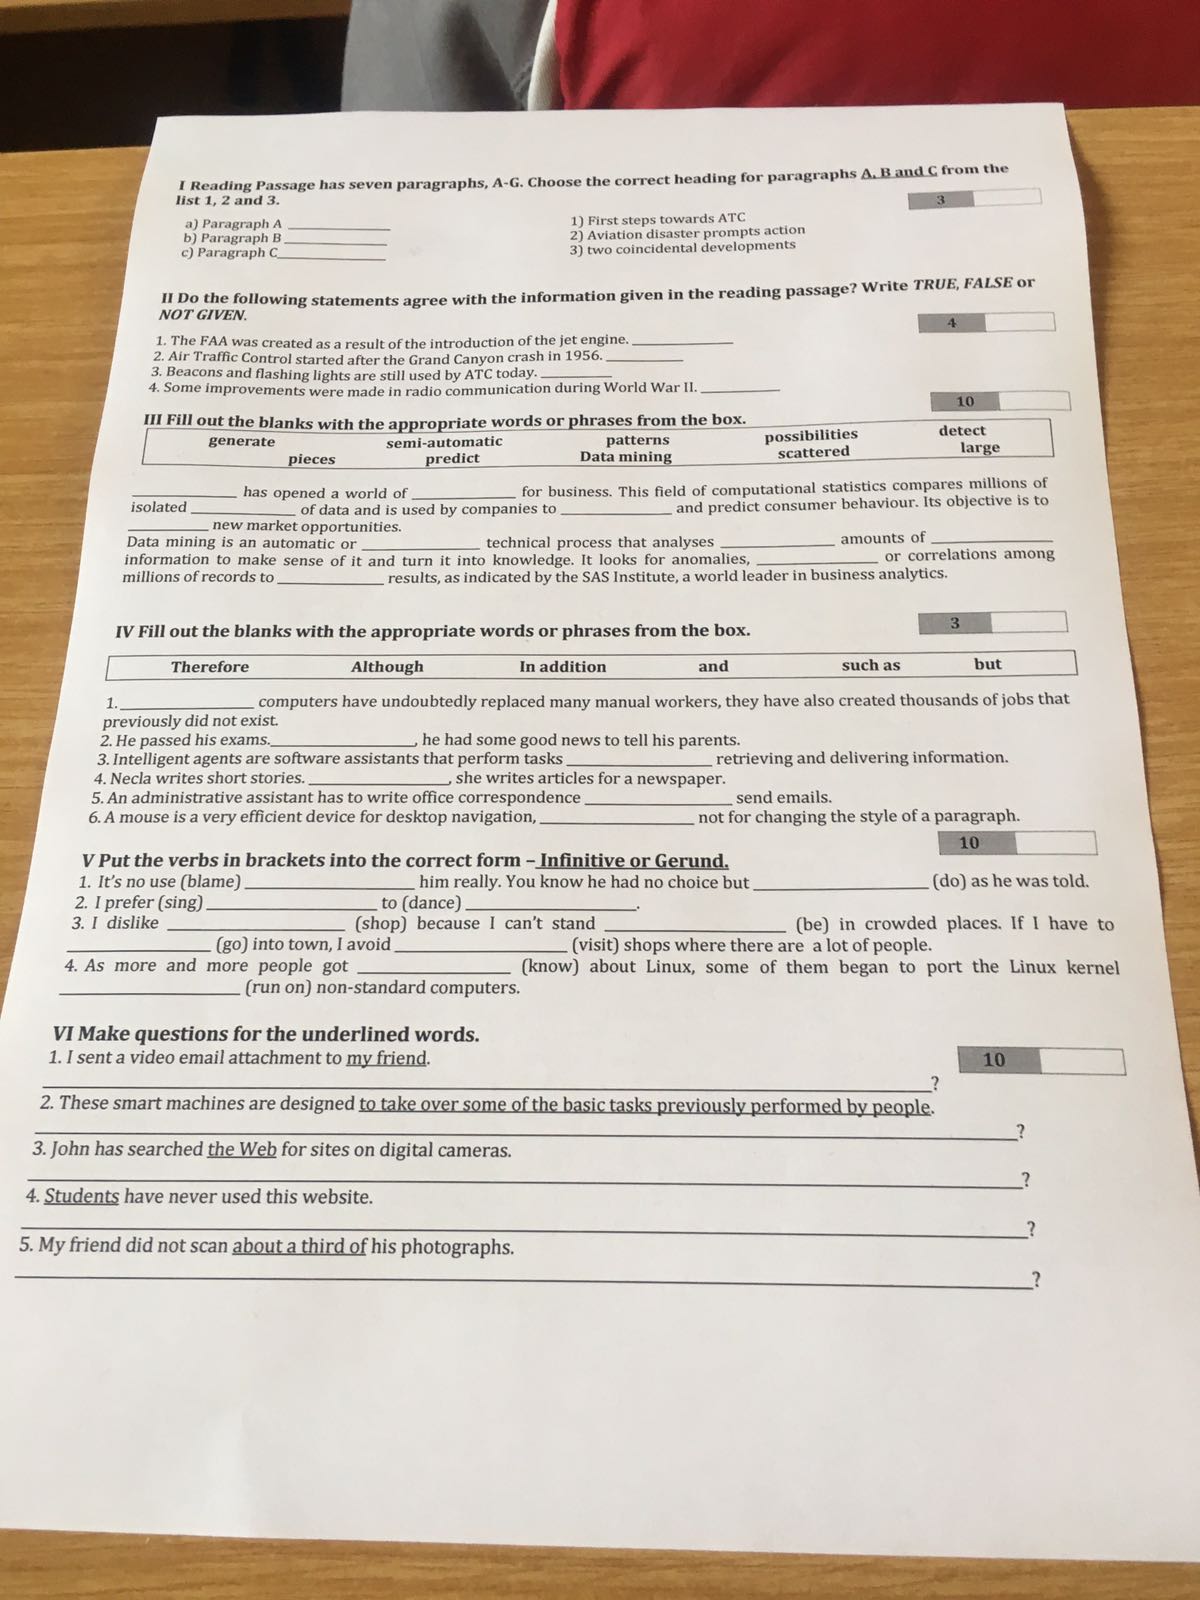 I Reading Passage has seven paragraphs, A-G. Choose the correct heading for paragraphs A, B and C from the
list 1, 2 and 3.
3
a) Paragraph A ____________
b) Paragraph B ____________
c) Paragraph C____________
1) First steps towards ATC
2) Aviation disaster prompts action
3) two coincidental developments
II Do the following statements agree with the information given in the reading passage? Write TRUE, FALSE or
NOT GIVEN.
4
1. The FAA was created as a result of the introduction of the jet engine. ____________
2. Air Traffic Control started after the Grand Canyon crash in 1956. ____________
3. Beacons and flashing lights are still used by ATC today. ____________
4. Some improvements were made in radio communication during World War II. ____________
10
III Fill out the blanks with the appropriate words or phrases from the box.
generate semi-automatic patterns possibilities detect
pieces predict Data mining scattered large
____________ has opened a world of ____________ for business. This field of computational statistics compares millions of
isolated ____________ of data and is used by companies to ____________ and predict consumer behaviour. Its objective is to
____________ new market opportunities.
Data mining is an automatic or ____________ technical process that analyses ____________ amounts of ____________
information to make sense of it and turn it into knowledge. It looks for anomalies, ____________ or correlations among
millions of records to ____________ results, as indicated by the SAS Institute, a world leader in business analytics.
IV Fill out the blanks with the appropriate words or phrases from the box.
3
Therefore Although In addition and such as but
1. ____________ computers have undoubtedly replaced many manual workers, they have also created thousands of jobs that
previously did not exist.
2. He passed his exams.____________, he had some good news to tell his parents.
3. Intelligent agents are software assistants that perform tasks ____________ retrieving and delivering information.
4. Necla writes short stories. ____________, she writes articles for a newspaper.
5. An administrative assistant has to write office correspondence ____________ send emails.
6. A mouse is a very efficient device for desktop navigation, ____________ not for changing the style of a paragraph.
10
V Put the verbs in brackets into the correct form – Infinitive or Gerund.
1. It's no use (blame) ____________ him really. You know he had no choice but ____________ (do) as he was told.
2. I prefer (sing) ____________ to (dance) ____________.
3. I dislike ____________ (shop) because I can't stand ____________ (be) in crowded places. If I have to
____________ (go) into town, I avoid ____________ (visit) shops where there are a lot of people.
4. As more and more people got ____________ (know) about Linux, some of them began to port the Linux kernel
____________ (run on) non-standard computers.
VI Make questions for the underlined words.
1. I sent a video email attachment to my friend.
10
____________?
2. These smart machines are designed to take over some of the basic tasks previously performed by people.
____________?
3. John has searched the Web for sites on digital cameras.
____________?
4. Students have never used this website.
____________?
5. My friend did not scan about a third of his photographs.
____________?